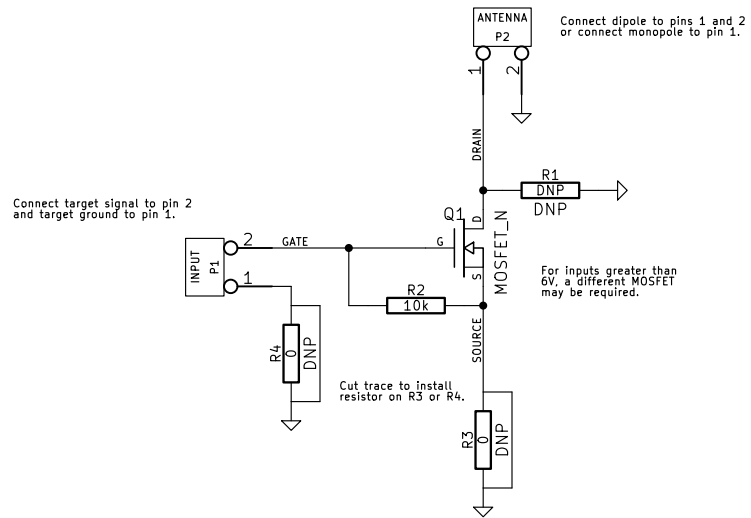 ANTENNA
P2
1
2
Connect dipole to pins 1 and 2
or connect monopole to pin 1.
DRAIN
R1
DNP
DNP
Connect target signal to pin 2
and target ground to pin 1.
Q1
D
G
S
MOSFET_N
INPUT
P1
2
GATE
1
For inputs greater than
6V, a different MOSFET
may be required.
R2
10k
SOURCE
R4
0
DNP
Cut trace to install
resistor on R3 or R4.
R3
0
DNP